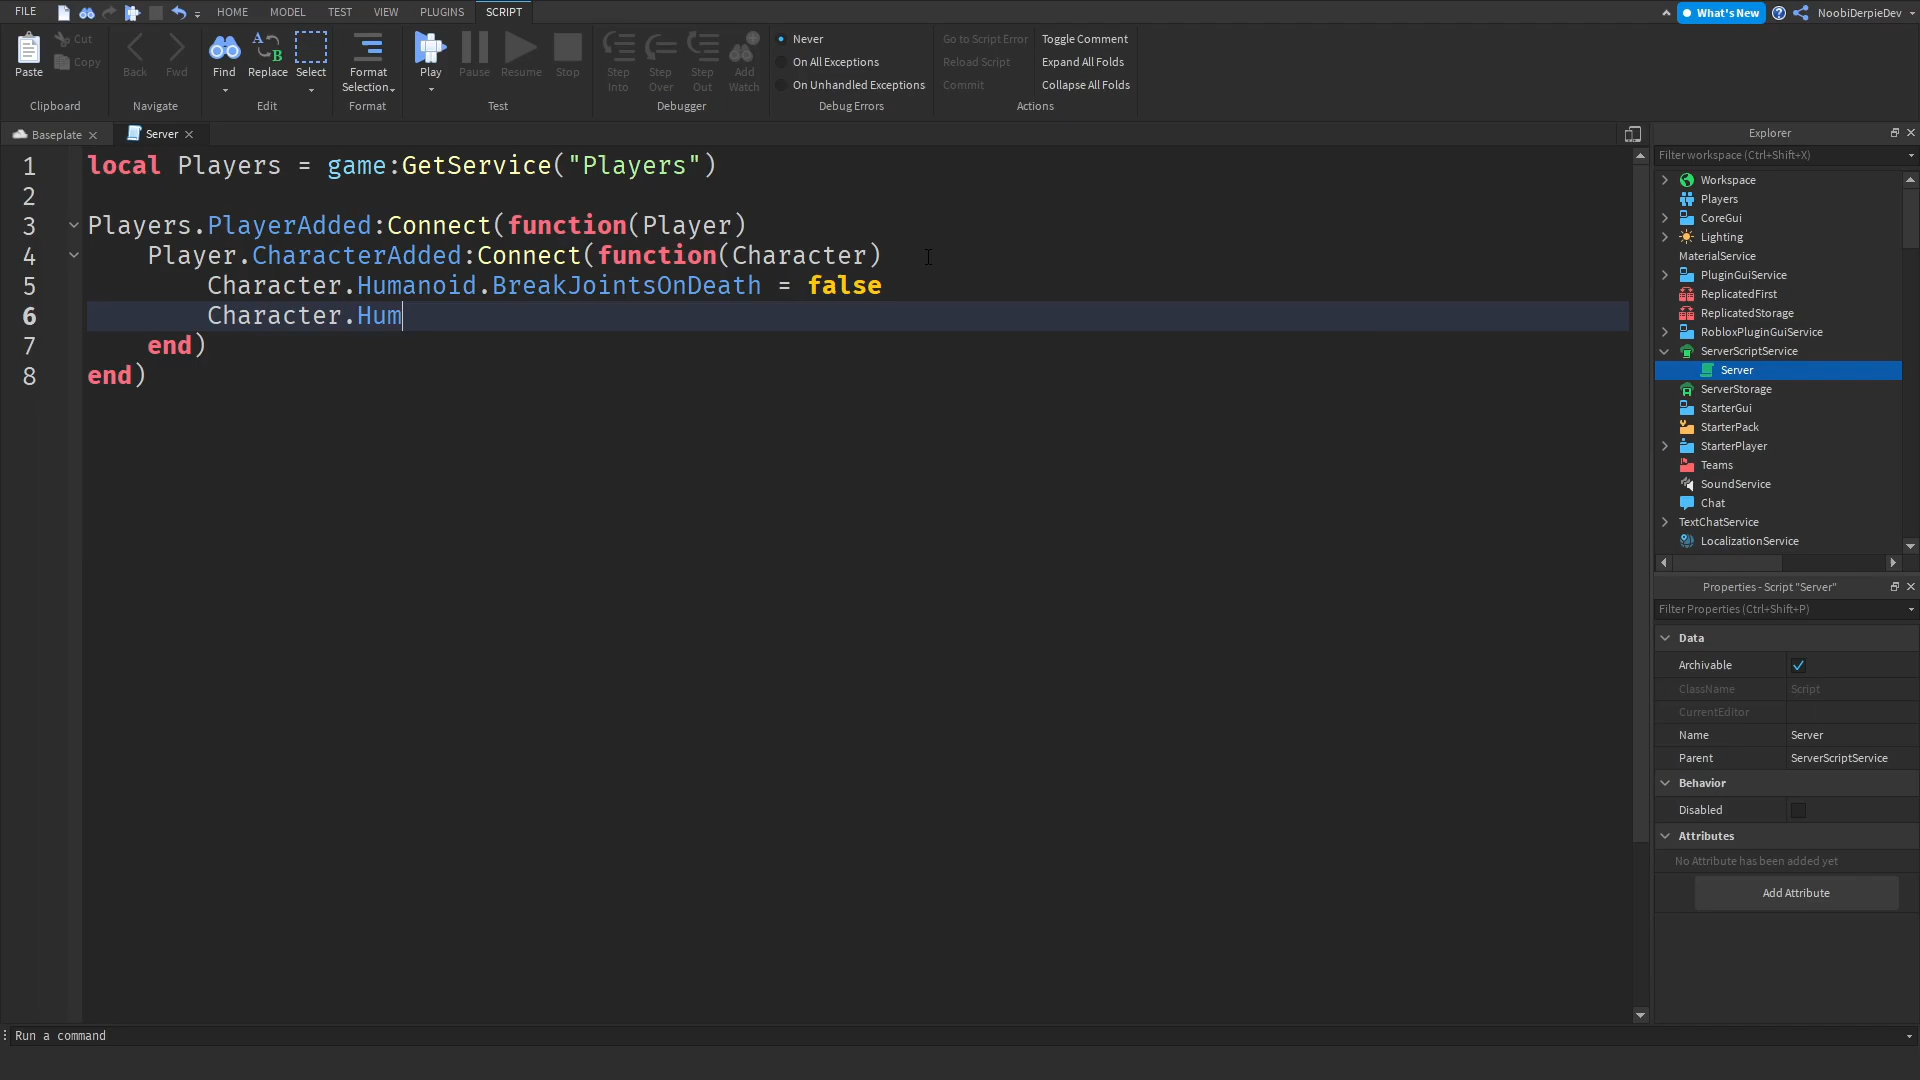 FILE HOME MODEL TEST VIEW PLUGINS SCRIPT What's New NoobiDerpieDev
Paste Cut Copy Clipboard
Back Fwd Navigate
Find Replace Select Edit
Format Selection Format
Play Pause Resume Stop Test
Step Into Step Over Step Out Add Watch Debugger
Never
On All Exceptions
On Unhandled Exceptions
Debug Errors
Go to Script Error Toggle Comment
Reload Script Expand All Folds
Commit Collapse All Folds
Actions
Baseplate Server
1 local Players = game:GetService("Players")
2
3 Players.PlayerAdded:Connect(function(Player)
4 Player.CharacterAdded:Connect(function(Character)
5 Character.Humanoid.BreakJointsOnDeath = false
6 Character.Hum
7 end)
8 end)
Explorer
Filter workspace (Ctrl+Shift+X)
Workspace
Players
CoreGui
Lighting
MaterialService
PluginGuiService
ReplicatedFirst
ReplicatedStorage
RobloxPluginGuiService
ServerScriptService
Server
ServerStorage
StarterGui
StarterPack
StarterPlayer
Teams
SoundService
Chat
TextChatService
LocalizationService
Properties - Script "Server"
Filter Properties (Ctrl+Shift+P)
Data
Archivable
ClassName Script
CurrentEditor
Name Server
Parent ServerScriptService
Behavior
Disabled
Attributes
No Attribute has been added yet
Add Attribute
Run a command